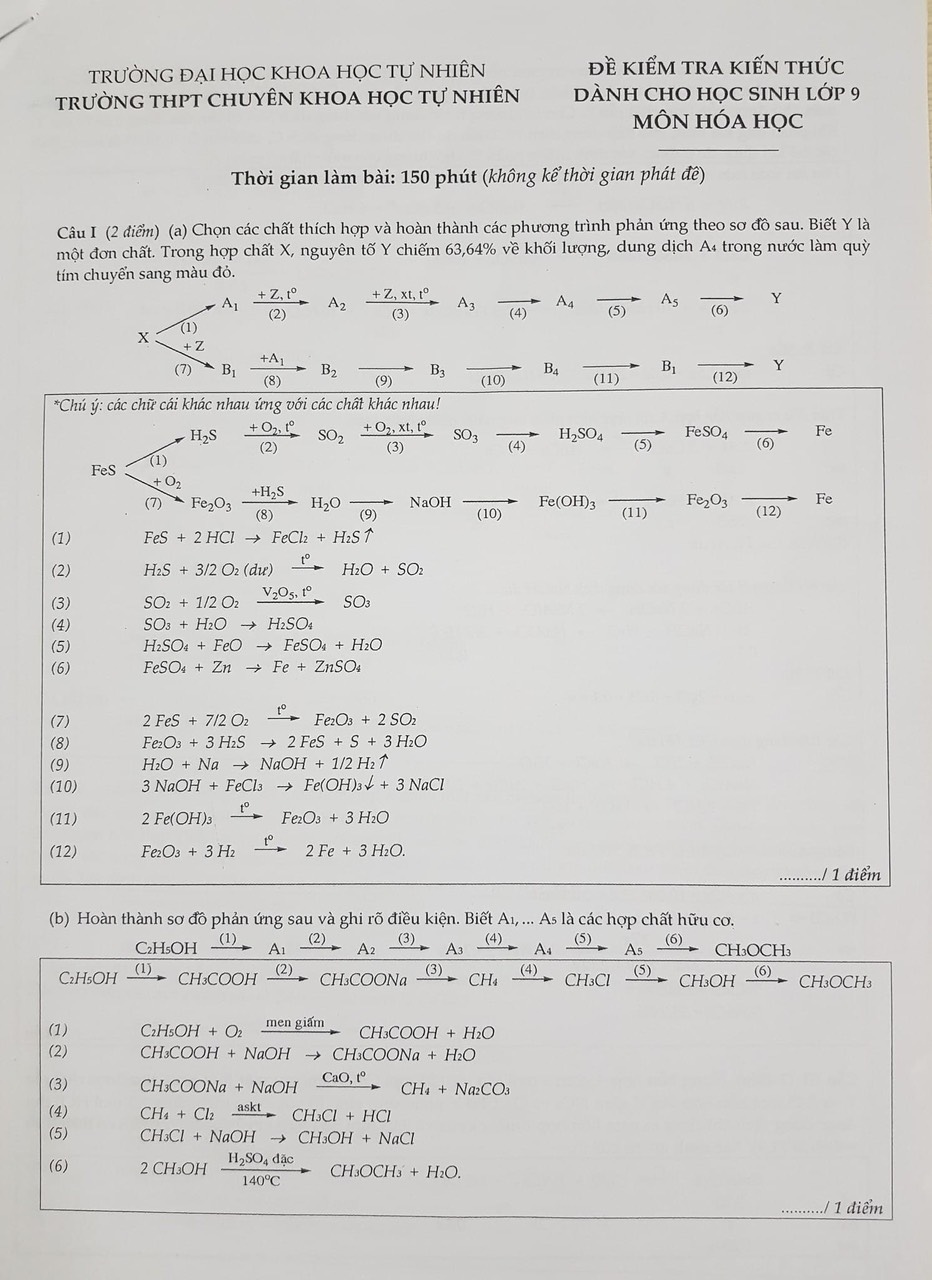 TRƯỜNG ĐẠI HỌC KHOA HỌC TỰ NHIÊN
TRƯỜNG THPT CHUYÊN KHOA HỌC TỰ NHIÊN
ĐỀ KIỂM TRA KIẾN THỨC
DÀNH CHO HỌC SINH LỚP 9
MÔN HÓA HỌC
Thời gian làm bài: 150 phút (không kể thời gian phát đề)
Câu I (2 điểm) (a) Chọn các chất thích hợp và hoàn thành các phương trình phản ứng theo sơ đồ sau. Biết Y là
một đơn chất. Trong hợp chất X, nguyên tố Y chiếm 63,64% về khối lượng, dung dịch A₄ trong nước làm quỳ
tím chuyển sang màu đỏ.
+ Z, t° + Z, xt, t°
A₁ → A₂ → A₃ → A₄ → A₅ → Y
(1) (2) (3) (4) (5) (6)
X
+ Z +A₁
(7) B₁ → B₂ → B₃ → B₄ → B₁ → Y
(8) (9) (10) (11) (12)
*Chú ý: các chữ cái khác nhau ứng với các chất khác nhau!
+ O₂, t° + O₂, xt, t°
H₂S → SO₂ → SO₃ → H₂SO₄ → FeSO₄ → Fe
(1) (2) (3) (4) (5) (6)
FeS
+ O₂ +H₂S
(7) Fe₂O₃ → H₂O → NaOH → Fe(OH)₃ → Fe₂O₃ → Fe
(8) (9) (10) (11) (12)
(1) FeS + 2 HCl → FeCl₂ + H₂S↑
(2) H₂S + 3/2 O₂ (dư) t° → H₂O + SO₂
(3) SO₂ + 1/2 O₂ V₂O₅, t° → SO₃
(4) SO₃ + H₂O → H₂SO₄
(5) H₂SO₄ + FeO → FeSO₄ + H₂O
(6) FeSO₄ + Zn → Fe + ZnSO₄
(7) 2 FeS + 7/2 O₂ t° → Fe₂O₃ + 2 SO₂
(8) Fe₂O₃ + 3 H₂S → 2 FeS + S + 3 H₂O
(9) H₂O + Na → NaOH + 1/2 H₂↑
(10) 3 NaOH + FeCl₃ → Fe(OH)₃↓ + 3 NaCl
(11) 2 Fe(OH)₃ t° → Fe₂O₃ + 3 H₂O
(12) Fe₂O₃ + 3 H₂ t° → 2 Fe + 3 H₂O.
........../ 1 điểm
(b) Hoàn thành sơ đồ phản ứng sau và ghi rõ điều kiện. Biết A₁, ... A₅ là các hợp chất hữu cơ.
C₂H₅OH (1) → A₁ (2) → A₂ (3) → A₃ (4) → A₄ (5) → A₅ (6) → CH₃OCH₃
C₂H₅OH (1) → CH₃COOH (2) → CH₃COONa (3) → CH₄ (4) → CH₃Cl (5) → CH₃OH (6) → CH₃OCH₃
(1) C₂H₅OH + O₂ men giấm → CH₃COOH + H₂O
(2) CH₃COOH + NaOH → CH₃COONa + H₂O
(3) CH₃COONa + NaOH CaO, t° → CH₄ + Na₂CO₃
(4) CH₄ + Cl₂ askt → CH₃Cl + HCl
(5) CH₃Cl + NaOH → CH₃OH + NaCl
(6) 2 CH₃OH H₂SO₄ đặc → 140°C CH₃OCH₃ + H₂O.
........../ 1 điểm